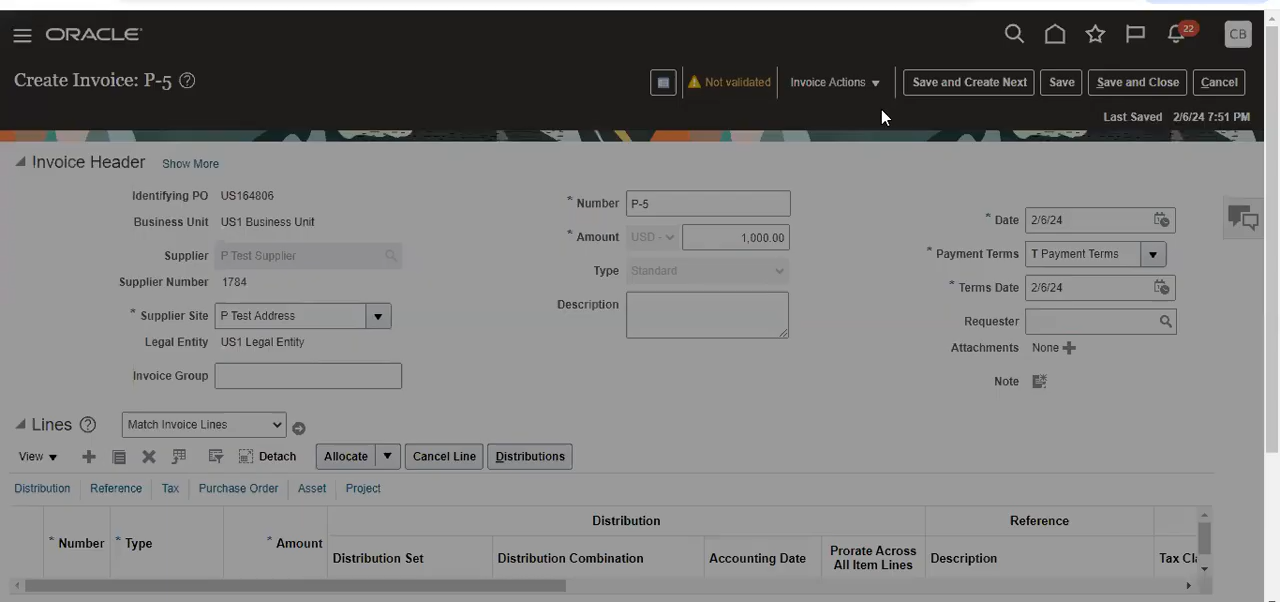 ORACLE
22
CB
Create Invoice: P-5
Not validated
Invoice Actions
Save and Create Next
Save
Save and Close
Cancel
Last Saved 2/6/24 7:51 PM
Invoice Header Show More
Identifying PO US164806
Business Unit US1 Business Unit
Supplier P Test Supplier
Supplier Number 1784
* Supplier Site P Test Address
Legal Entity US1 Legal Entity
Invoice Group
* Number P-5
* Amount USD - 1,000.00
Type Standard
Description
* Date 2/6/24
* Payment Terms T Payment Terms
* Terms Date 2/6/24
Requester
Attachments None
Note
Lines Match Invoice Lines
View Detach Allocate Cancel Line Distributions
Distribution Reference Tax Purchase Order Asset Project
Distribution Reference
* Number * Type * Amount Distribution Set Distribution Combination Accounting Date Prorate Across
All Item Lines Description Tax Cl